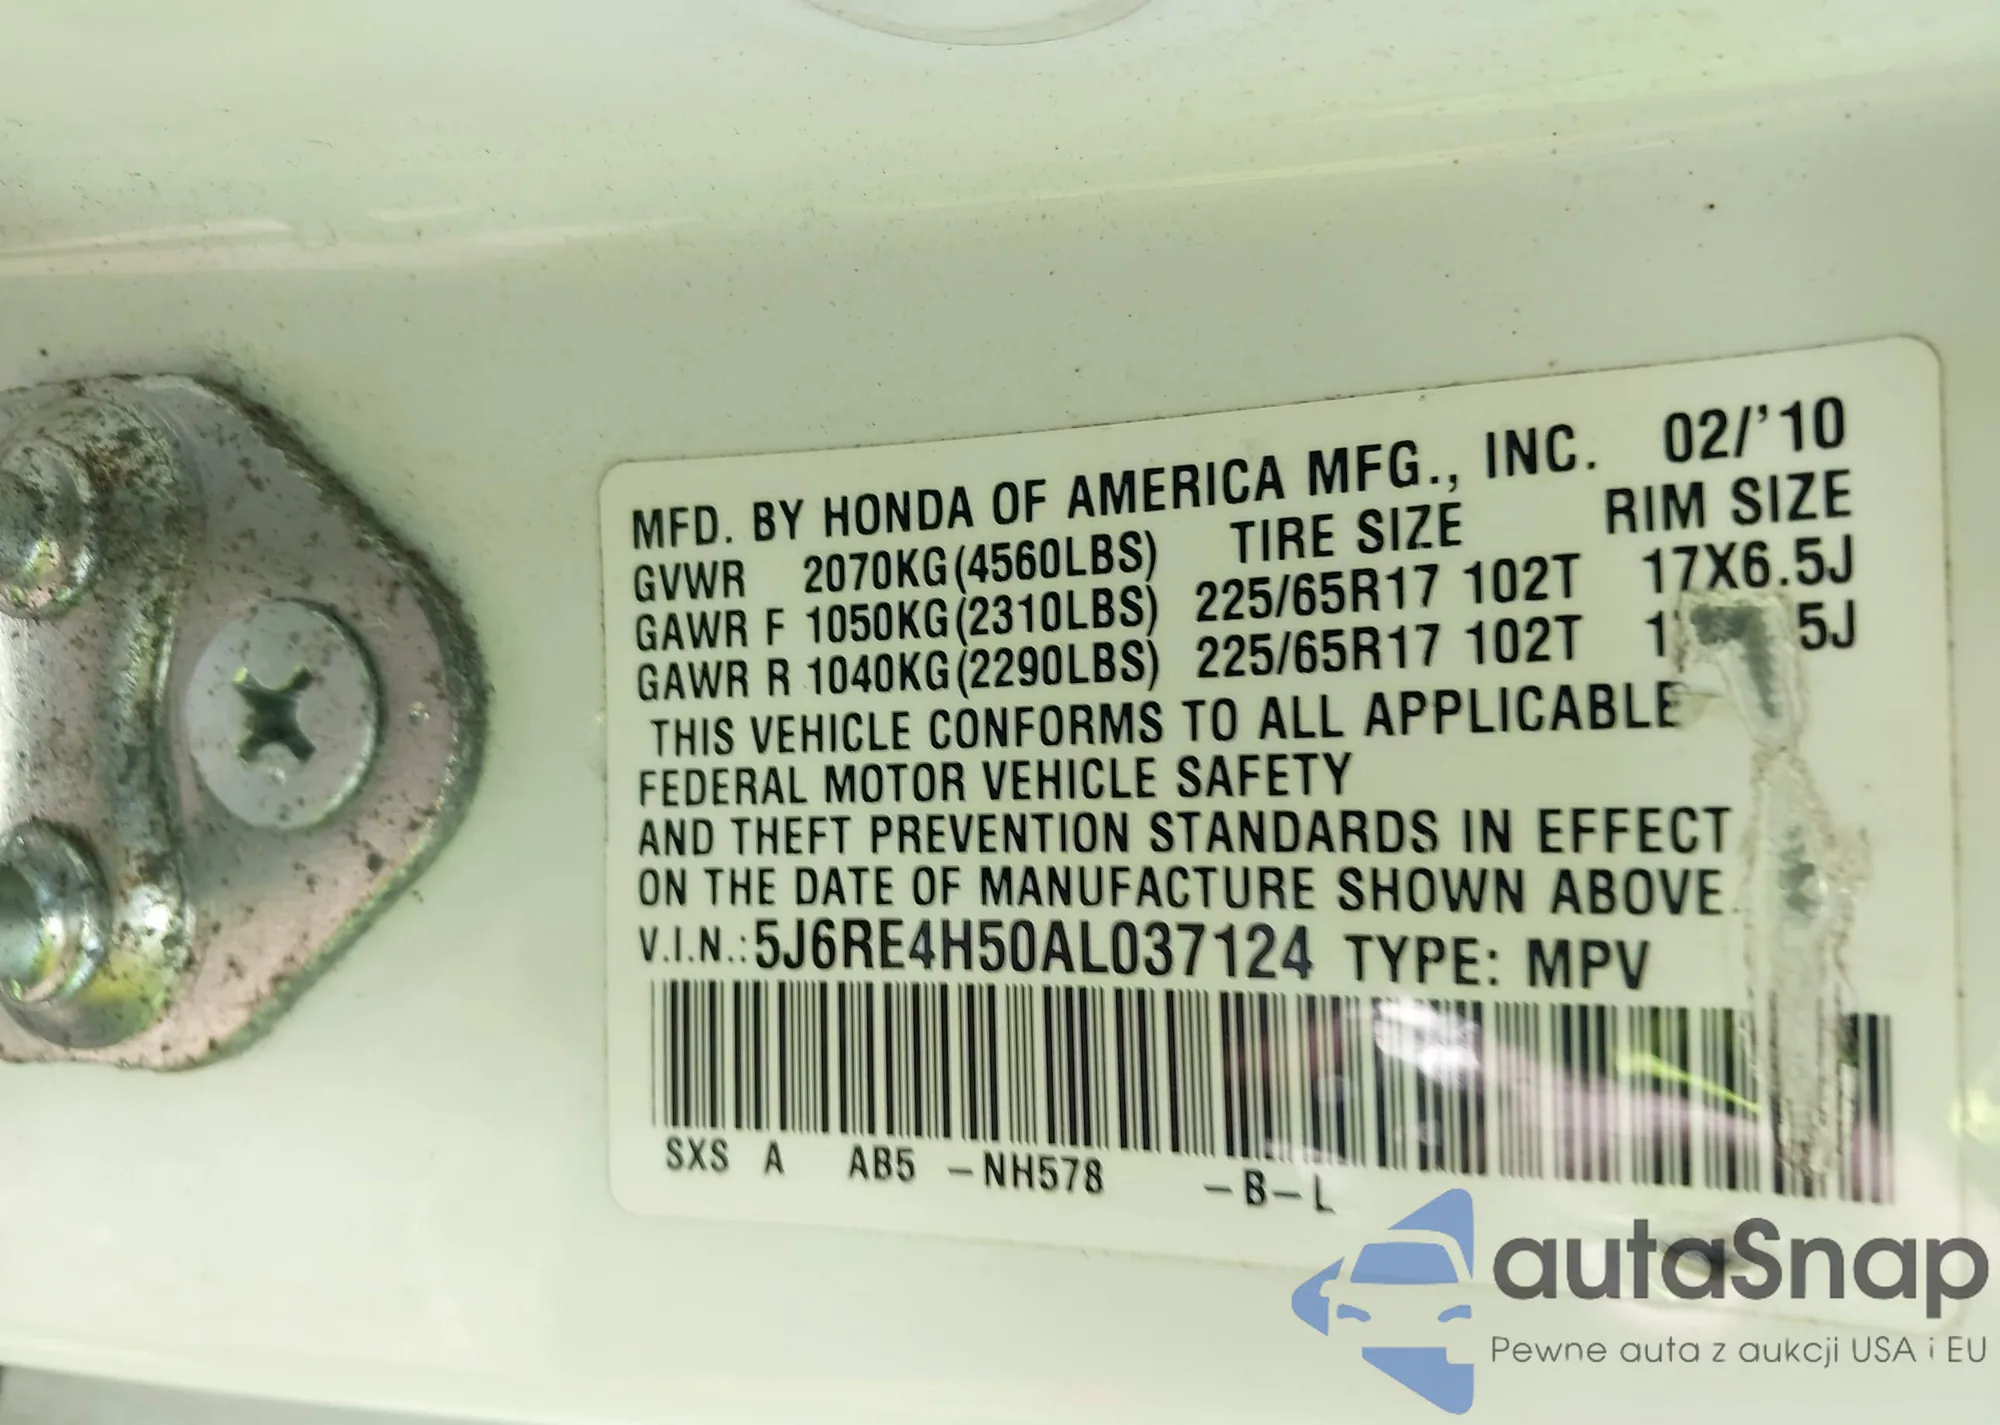 MFD. BY HONDA OF AMERICA MFG., INC. 02/'10
GVWR 2070KG(4560LBS) TIRE SIZE RIM SIZE
GAWR F 1050KG(2310LBS) 225/65R17 102T 17X6.5J
GAWR R 1040KG(2290LBS) 225/65R17 102T 1 5J
THIS VEHICLE CONFORMS TO ALL APPLICABLE
FEDERAL MOTOR VEHICLE SAFETY
AND THEFT PREVENTION STANDARDS IN EFFECT
ON THE DATE OF MANUFACTURE SHOWN ABOVE.
V.I.N.:5J6RE4H50AL037124 TYPE: MPV
SXS A AB5 -NH578 -B-L
autaSnap
Pewne auta z aukcji USA i EU